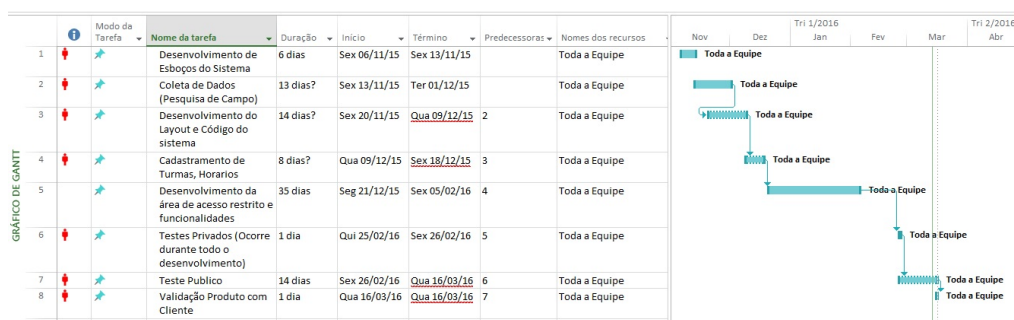 Tri 1/2016 Tri 2/2016
Modo da Tarefa Nome da tarefa Duração Início Término Predecessoras Nomes dos recursos Nov Dez Jan Fev Mar Abr
1 Desenvolvimento de 6 dias Sex 06/11/15 Sex 13/11/15 Toda a Equipe Toda a Equipe
Esboços do Sistema
2 Coleta de Dados 13 dias? Sex 13/11/15 Ter 01/12/15 Toda a Equipe Toda a Equipe
(Pesquisa de Campo)
3 Desenvolvimento do 14 dias? Sex 20/11/15 Qua 09/12/15 2 Toda a Equipe Toda a Equipe
Layout e Código do
sistema
4 Cadastramento de 8 dias? Qua 09/12/15 Sex 18/12/15 3 Toda a Equipe Toda a Equipe
Turmas, Horarios
5 Desenvolvimento da 35 dias Seg 21/12/15 Sex 05/02/16 4 Toda a Equipe Toda a Equipe
área de acesso restrito e
funcionalidades
6 Testes Privados (Ocorre 1 dia Qui 25/02/16 Sex 26/02/16 5 Toda a Equipe Toda a Equipe
durante todo o
desenvolvimento)
7 Teste Publico 14 dias Sex 26/02/16 Qua 16/03/16 6 Toda a Equipe Toda a Equipe
8 Validação Produto com 1 dia Qua 16/03/16 Qua 16/03/16 7 Toda a Equipe Toda a Equipe
Cliente
GRÁFICO DE GANTT